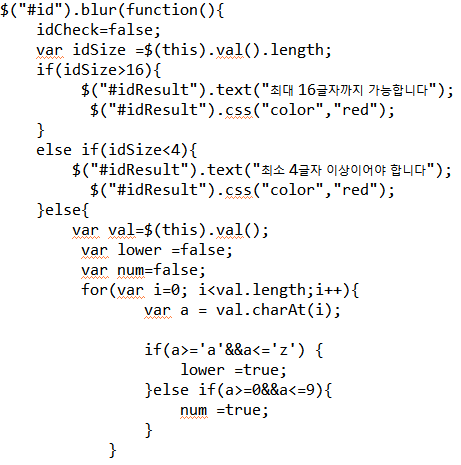 $("#id").blur(function(){
idCheck=false;
var idSize =$(this).val().length;
if(idSize>16){
$("#idResult").text("최대 16글자까지 가능합니다");
$("#idResult").css("color","red");
}
else if(idSize<4){
$("#idResult").text("최소 4글자 이상이어야 합니다");
$("#idResult").css("color","red");
}else{
var val=$(this).val();
var lower =false;
var num=false;
for(var i=0; i<val.length;i++){
var a = val.charAt(i);
if(a>='a'&&a<='z') {
lower =true;
}else if(a>=0&&a<=9){
num =true;
}
}